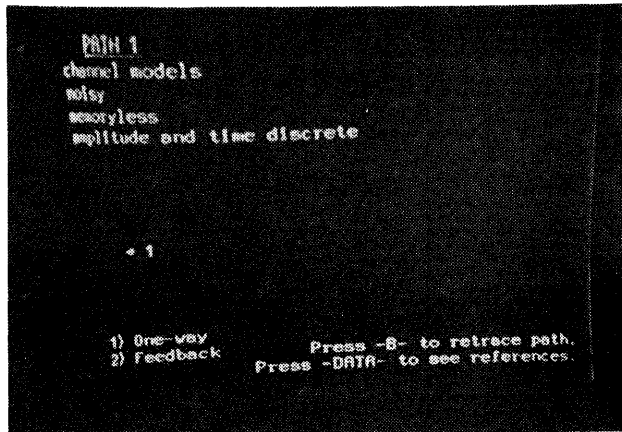 PATH 1
channel models
noisy
memoryless
amplitude and time discrete
« 1
1) One-way
2) Feedback
Press -B- to retrace path.
Press -DATA- to see references.